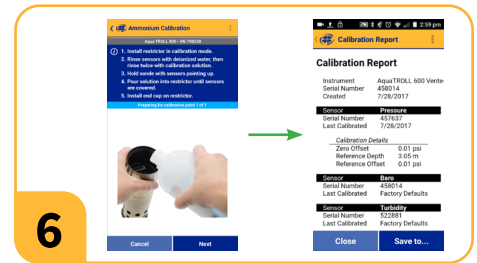 Ammonium Calibration
Aqua TROLL 600 - SN 798238
1. Install restrictor in calibration mode.
2. Rinse sensors with deionized water, then
rinse twice with calibration solution.
3. Hold sonde with sensors pointing up.
4. Pour solution into restrictor until sensors
are covered.
5. Install end cap on restrictor.
Preparing for calibration point 1 of 1
Cancel Next
2:59 pm
Calibration Report
Calibration Report
Instrument AquaTROLL 600 Vente
Serial Number 458014
Created 7/28/2017
Sensor Pressure
Serial Number 457637
Last Calibrated 7/28/2017
Calibration Details
Zero Offset 0.01 psi
Reference Depth 3.05 m
Reference Offset 0.01 psi
Sensor Baro
Serial Number 458014
Last Calibrated Factory Defaults
Sensor Turbidity
Serial Number 522881
Last Calibrated Factory Defaults
Close Save to...
6